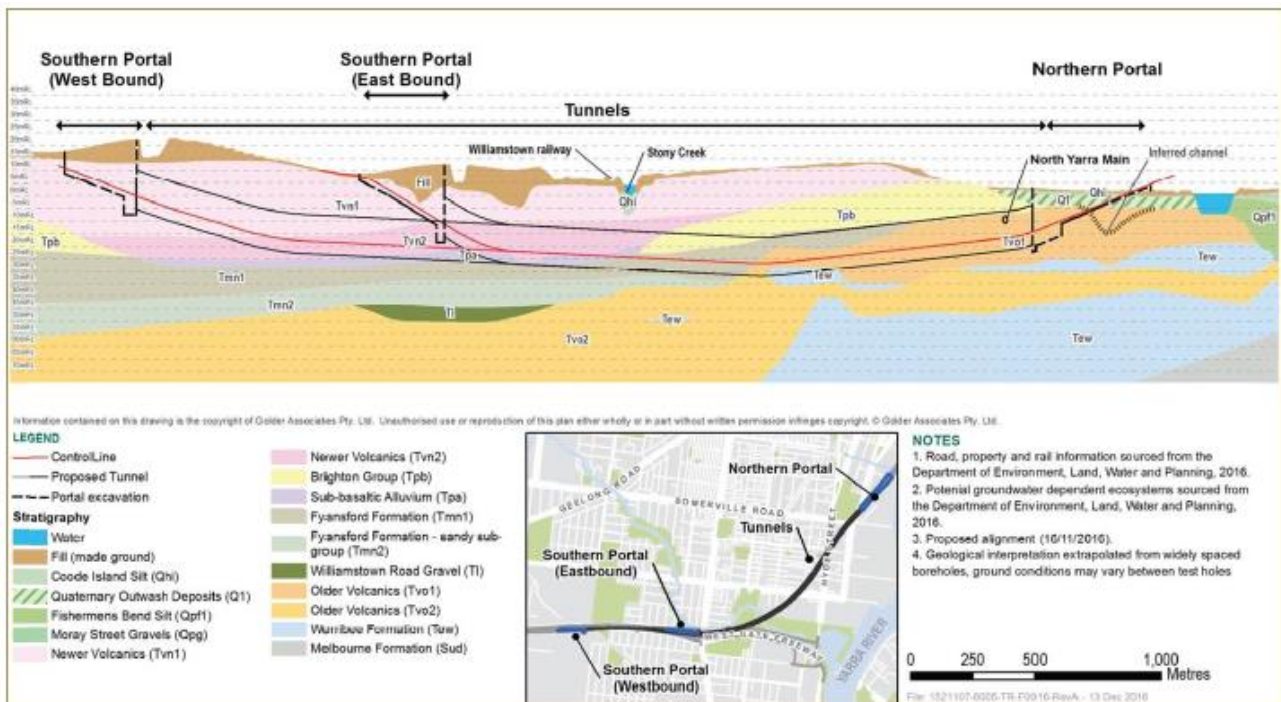 Southern Portal
(West Bound)
Southern Portal
(East Bound)
Northern Portal
Tunnels
Williamstown railway
Stony Creek
North Yarra Main
Inferred channel
Fill
Qhi
Qhi
Q1
Qpf1
Tvn1
Tpb
Tvn2
Tvo1
Tpb
Tpa
Tew
Tew
Tmn1
Tmn2
Tl
Tew
Tvo2
Tew
Information contained on this drawing is the copyright of Golder Associates Pty. Ltd. Unauthorised use or reproduction of this plan either wholly or in part without written permission infringes copyright. © Golder Associates Pty. Ltd.
LEGEND
ControlLine
Proposed Tunnel
Portal excavation
Stratigraphy
Water
Fill (made ground)
Coode Island Silt (Qhi)
Quaternary Outwash Deposits (Q1)
Fishermens Bend Silt (Qpf1)
Moray Street Gravels (Qpg)
Newer Volcanics (Tvn1)
Newer Volcanics (Tvn2)
Brighton Group (Tpb)
Sub-basaltic Alluvium (Tpa)
Fyansford Formation (Tmn1)
Fyansford Formation - sandy sub-
group (Tmn2)
Williamstown Road Gravel (Tl)
Older Volcanics (Tvo1)
Older Volcanics (Tvo2)
Werribee Formation (Tew)
Melbourne Formation (Sud)
Northern Portal
GEELONG ROAD
SOMERVILLE ROAD
Tunnels
Southern Portal
(Eastbound)
WEST GATE FREEWAY
YARRA RIVER
Southern Portal
(Westbound)
NOTES
1. Road, property and rail information sourced from the
Department of Environment, Land, Water and Planning, 2016.
2. Potenial groundwater dependent ecosystems sourced from
the Department of Environment, Land, Water and Planning,
2016.
3. Proposed alignment (16/11/2016).
4. Geological interpretation extrapolated from widely spaced
boreholes, ground conditions may vary between test holes
0 250 500 1,000
Metres
13 Dec 2016